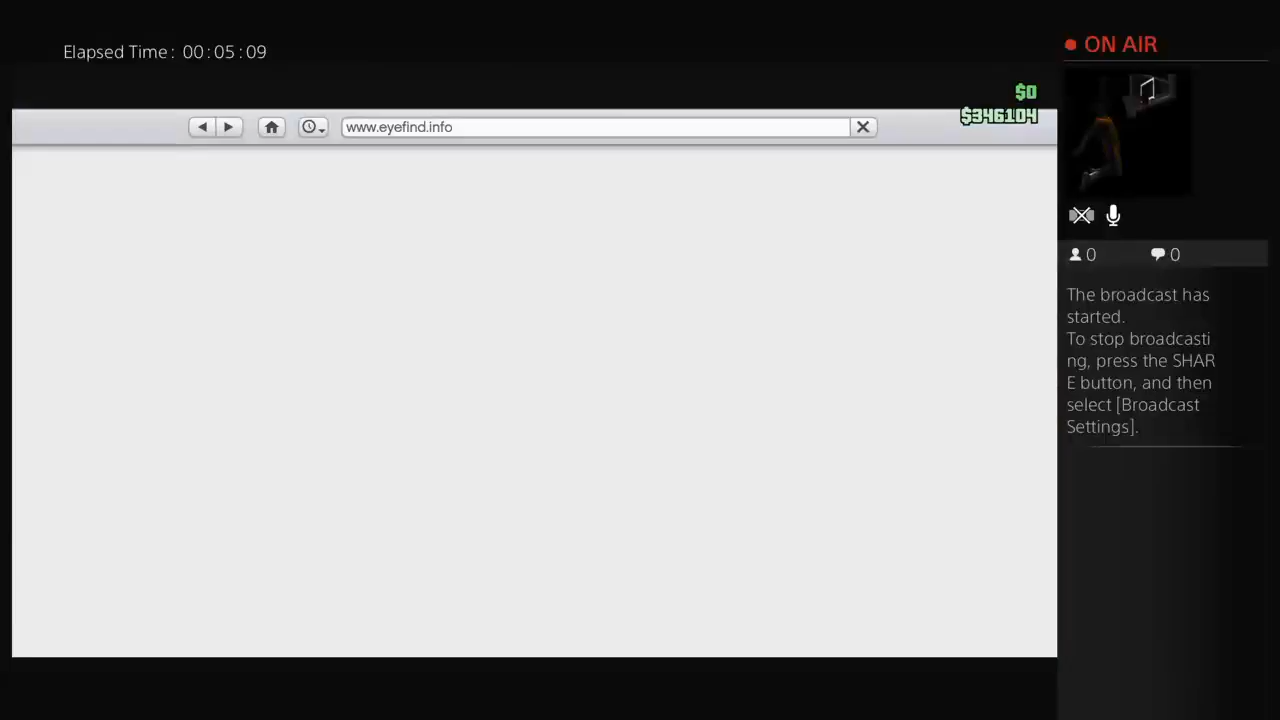 Elapsed Time: 00:05:09
ON AIR
$0
$346104
www.eyefind.info
0 0
The broadcast has
started.
To stop broadcasti
ng, press the SHAR
E button, and then
select [Broadcast
Settings].